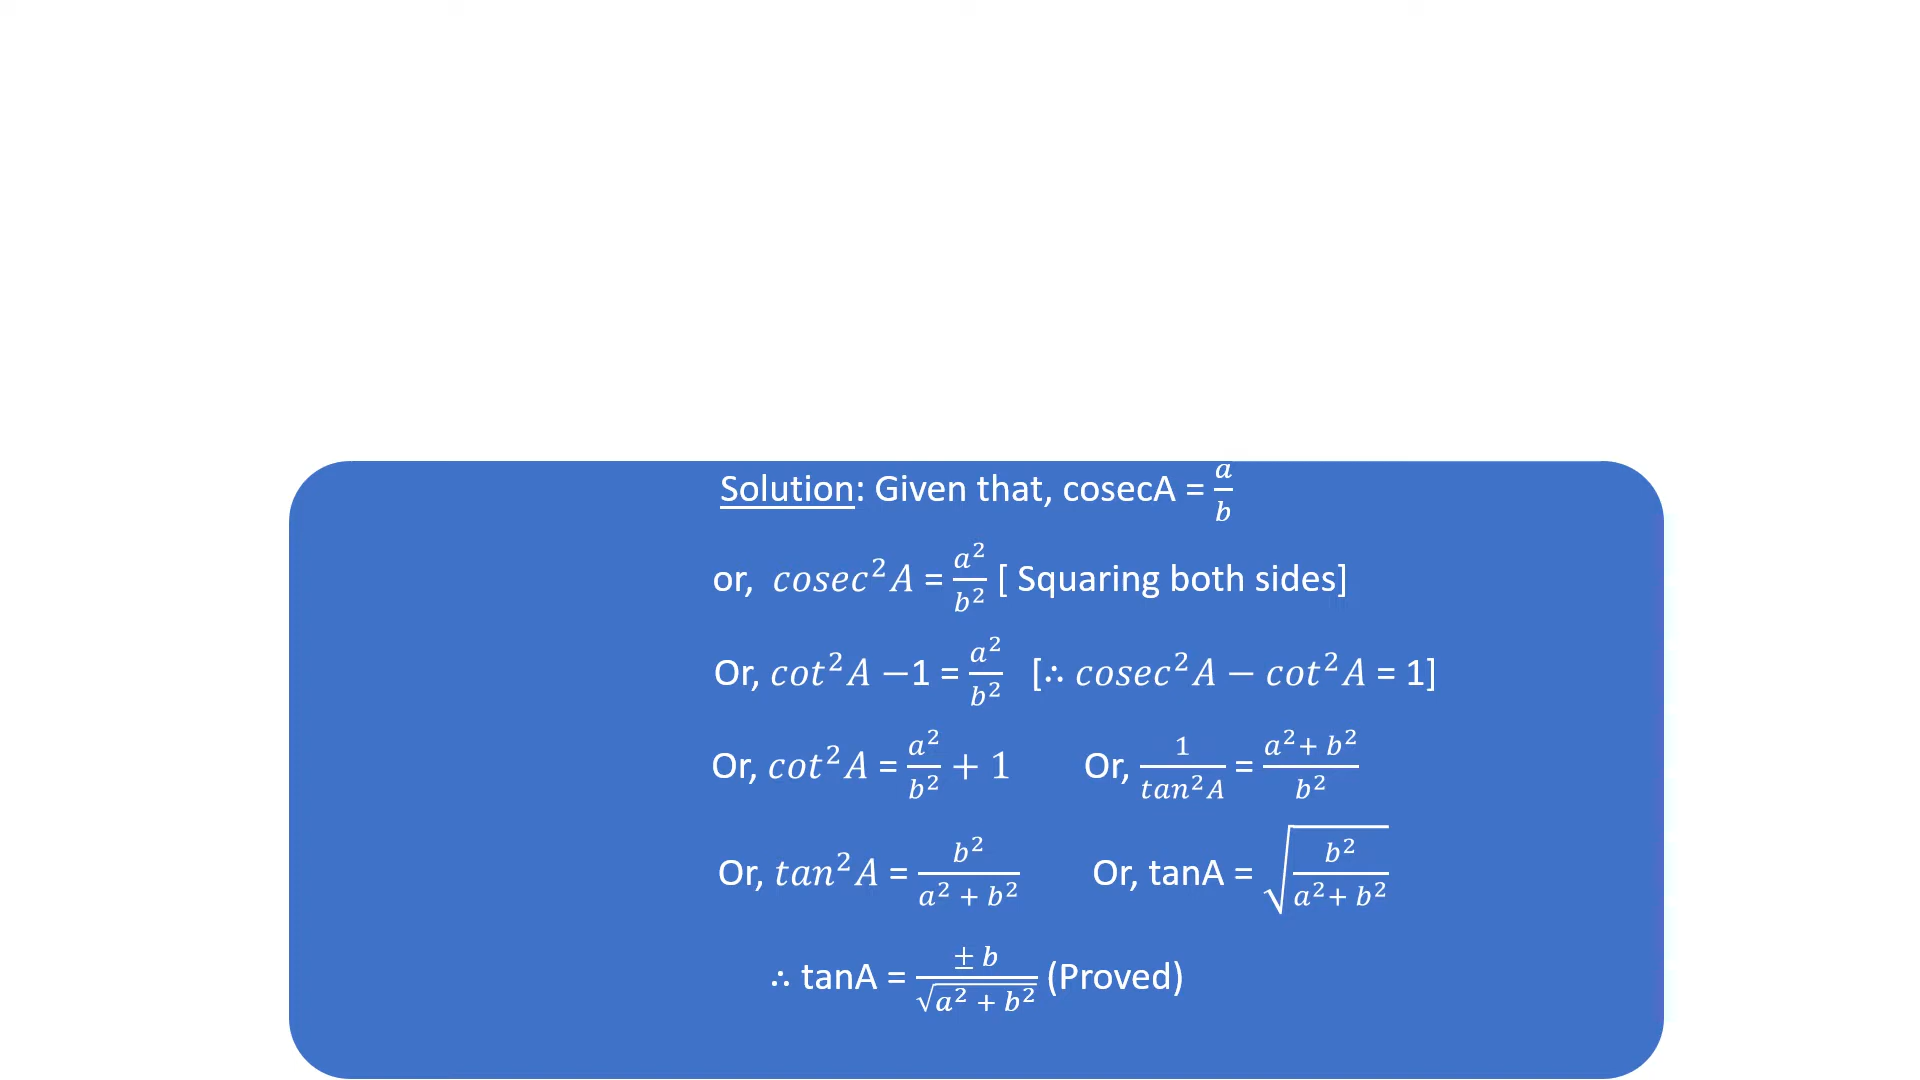 Solution: Given that, cosecA = a/b
or, cosec²A = a²/b² [ Squaring both sides]
Or, cot²A −1 = a²/b² [∴ cosec²A − cot²A = 1]
Or, cot²A = a²/b² + 1 Or, 1/tan²A = a²+ b²/b²
Or, tan²A = b²/a² + b² Or, tanA = √b²/a²+ b²
∴ tanA = ± b/√a² + b² (Proved)